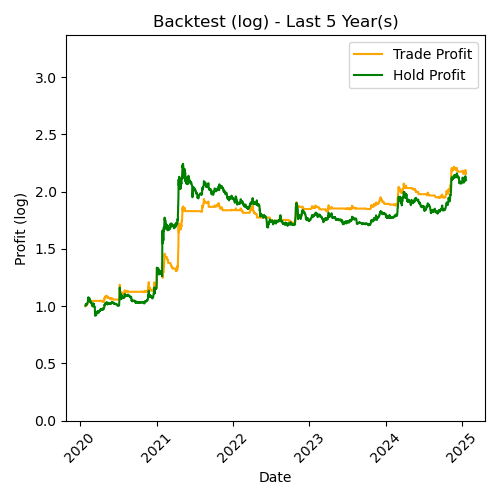 Backtest (log) - Last 5 Year(s)
Trade Profit
Hold Profit
Profit (log)
3.0
2.5
2.0
1.5
1.0
0.5
0.0
2020
2021
2022
2023
2024
2025
Date